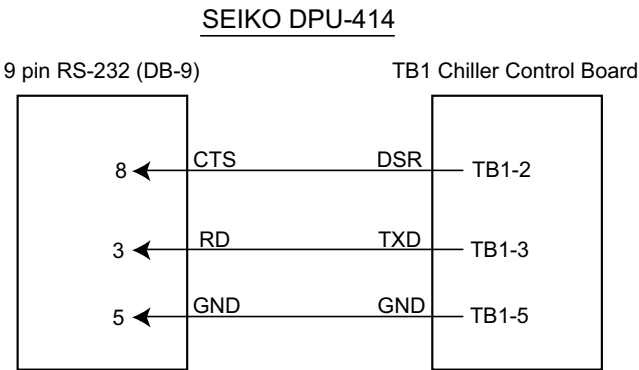 SEIKO DPU-414
9 pin RS-232 (DB-9) TB1 Chiller Control Board
8 CTS DSR TB1-2
3 RD TXD TB1-3
5 GND GND TB1-5